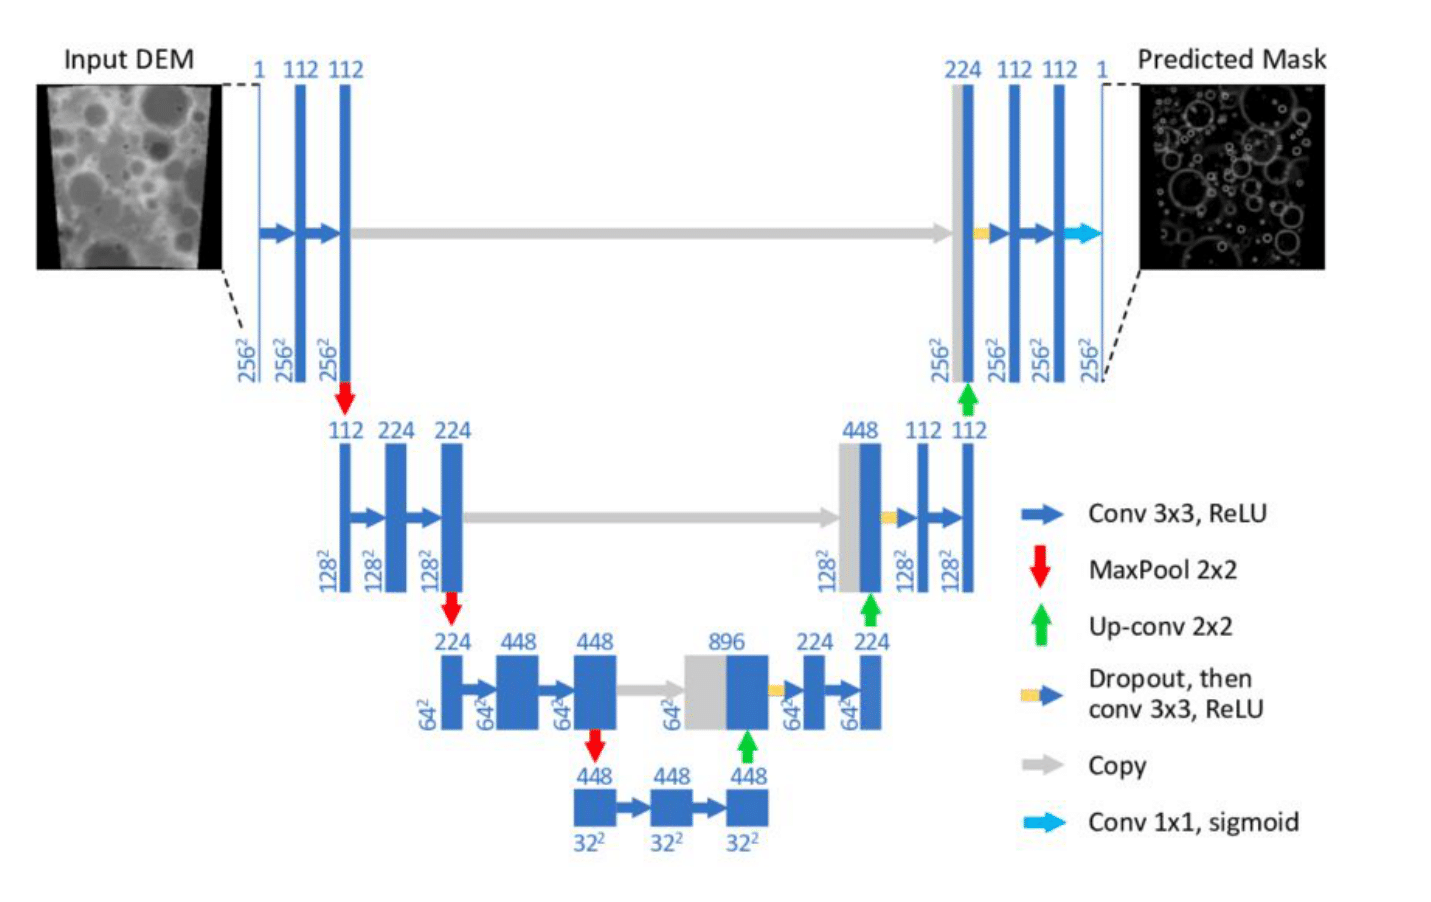 Input DEM
Predicted Mask
1 112 112
224 112 112 1
256² 256² 256²
256² 256² 256² 256²
112 224 224
448 112 112
128² 128² 128²
128² 128² 128²
224 448 448 896 224 224
64² 64² 64² 64² 64² 64²
448 448 448
32² 32² 32²
Conv 3x3, ReLU
MaxPool 2x2
Up-conv 2x2
Dropout, then
conv 3x3, ReLU
Copy
Conv 1x1, sigmoid